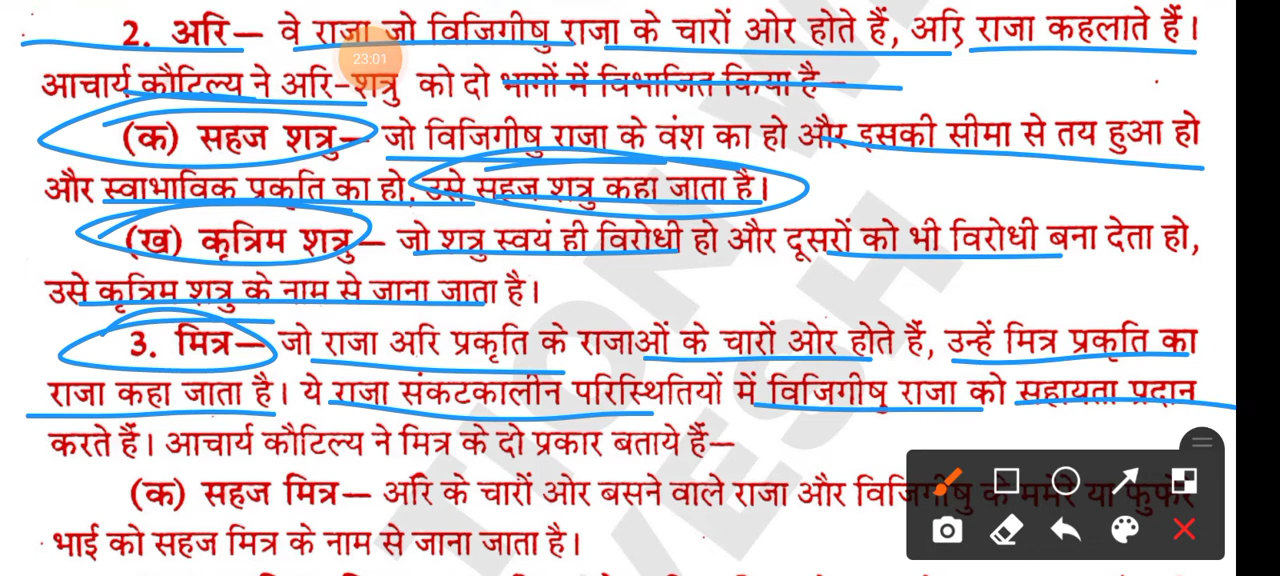 2. अरि— वे राजा जो विजिगीषु राजा के चारों ओर होते हैं, अरि राजा कहलाते हैं।
23:01
आचार्य कौटिल्य ने अरि-शत्रु को दो भागों में विभाजित किया है—
(क) सहज शत्रु— जो विजिगीषु राजा के वंश का हो और इसकी सीमा से तय हुआ हो
और स्वाभाविक प्रकृति का हो, उसे सहज शत्रु कहा जाता है।
(ख) कृत्रिम शत्रु— जो शत्रु स्वयं ही विरोधी हो और दूसरों को भी विरोधी बना देता हो,
उसे कृत्रिम शत्रु के नाम से जाना जाता है।
3. मित्र— जो राजा अरि प्रकृति के राजाओं के चारों ओर होते हैं, उन्हें मित्र प्रकृति का
राजा कहा जाता है। ये राजा संकटकालीन परिस्थितियों में विजिगीषु राजा को सहायता प्रदान
करते हैं। आचार्य कौटिल्य ने मित्र के दो प्रकार बताये हैं—
(क) सहज मित्र— अरि के चारों ओर बसने वाले राजा और विजिगीषु के ममेरे या फुफेरे
भाई को सहज मित्र के नाम से जाना जाता है।